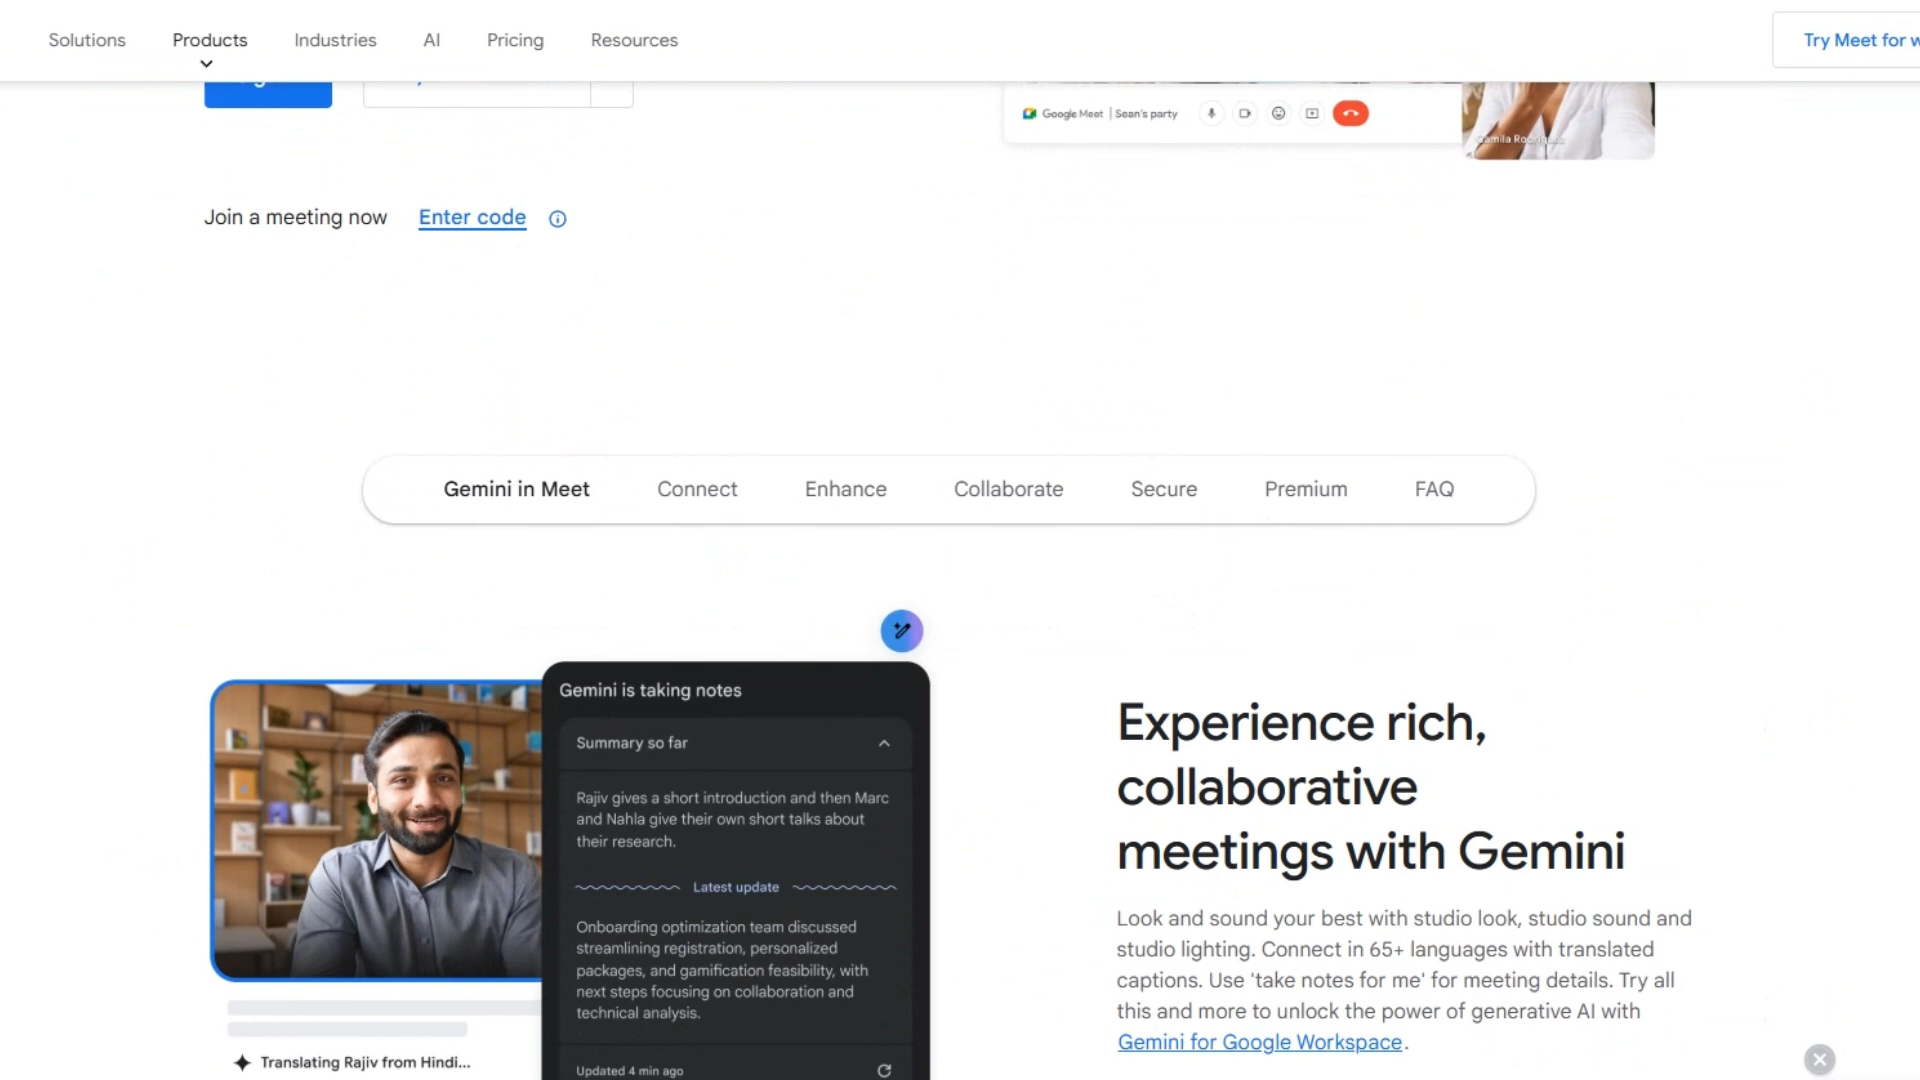 Solutions Products Industries AI Pricing Resources Try Meet for w
Google Meet | Sean's party
Camila Rodriguez
Join a meeting now Enter code
Gemini in Meet Connect Enhance Collaborate Secure Premium FAQ
Gemini is taking notes
Summary so far
Rajiv gives a short introduction and then Marc
and Nahla give their own short talks about
their research.
Latest update
Onboarding optimization team discussed
streamlining registration, personalized
packages, and gamification feasibility, with
next steps focusing on collaboration and
technical analysis.
Updated 4 min ago
Translating Rajiv from Hindi...
Experience rich,
collaborative
meetings with Gemini
Look and sound your best with studio look, studio sound and
studio lighting. Connect in 65+ languages with translated
captions. Use 'take notes for me' for meeting details. Try all
this and more to unlock the power of generative AI with
Gemini for Google Workspace.